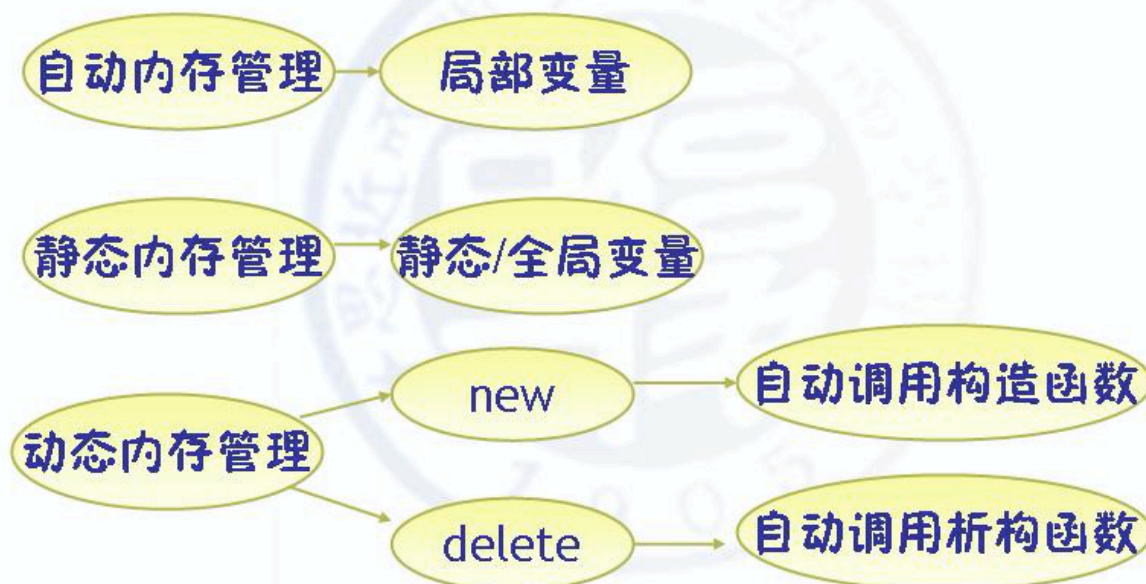 自动内存管理
局部变量
静态内存管理
静态/全局变量
new
自动调用构造函数
动态内存管理
delete
自动调用析构函数